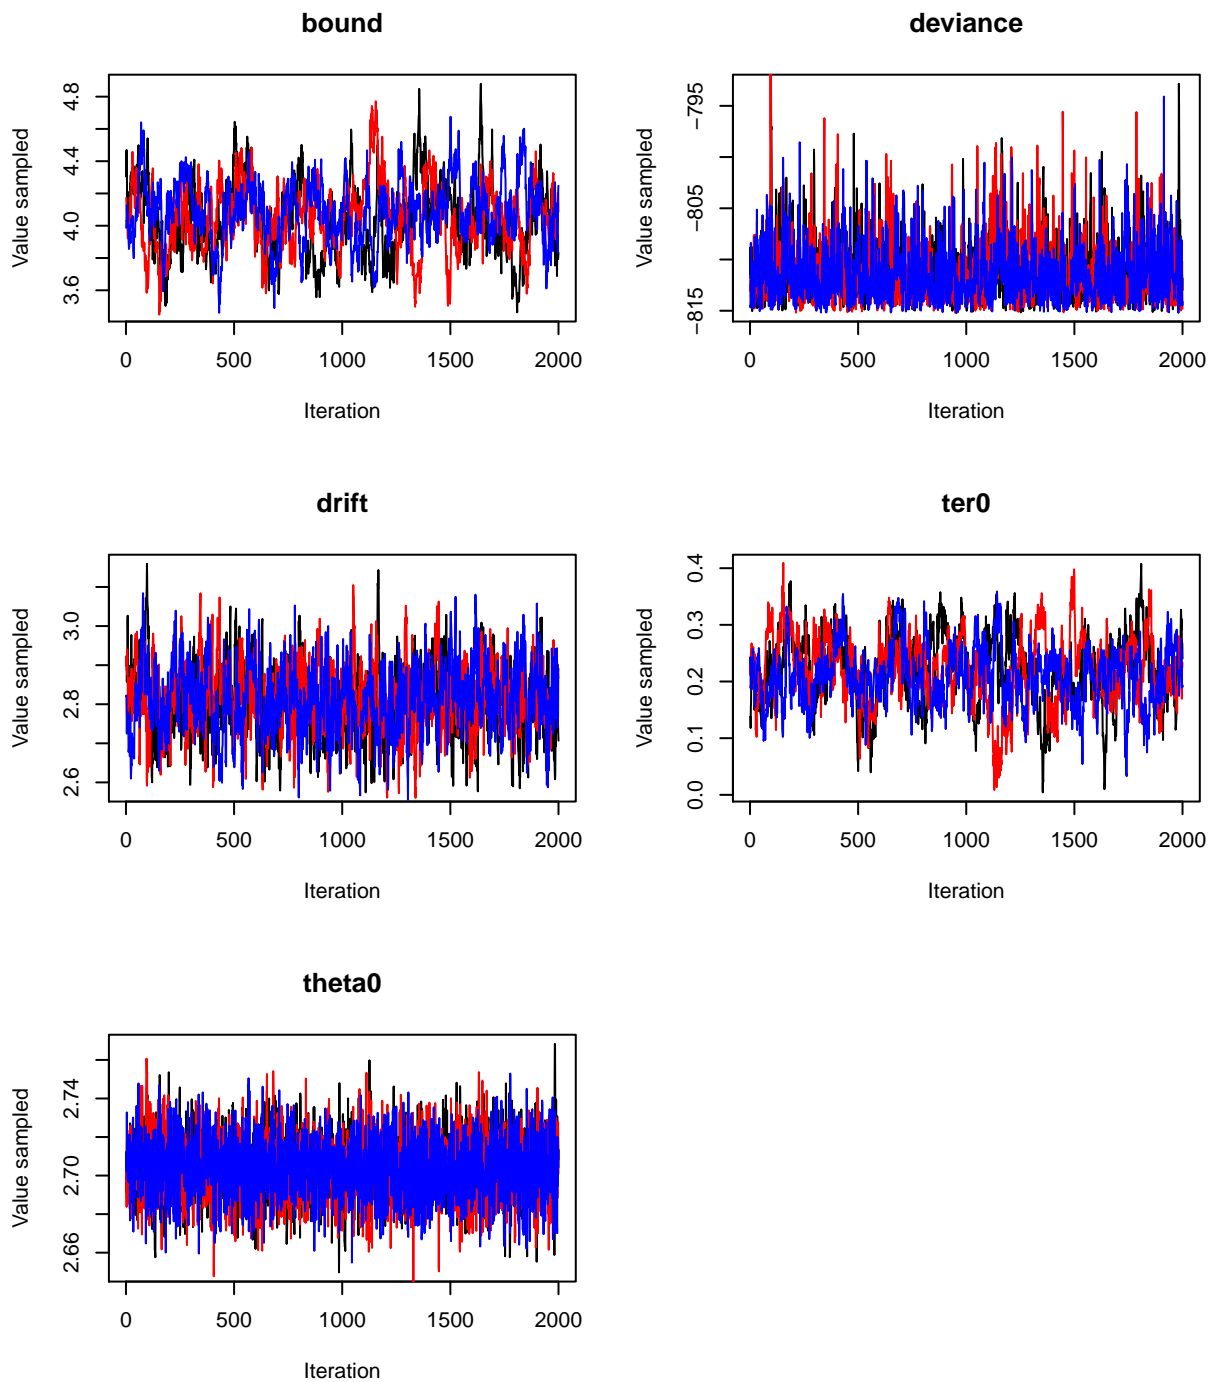 bound
Value sampled
4.8
4.4
4.0
3.6
0 500 1000 1500 2000
Iteration
deviance
Value sampled
−795
−805
−815
0 500 1000 1500 2000
Iteration
drift
Value sampled
3.0
2.8
2.6
0 500 1000 1500 2000
Iteration
ter0
Value sampled
0.4
0.3
0.2
0.1
0.0
0 500 1000 1500 2000
Iteration
theta0
Value sampled
2.74
2.70
2.66
0 500 1000 1500 2000
Iteration